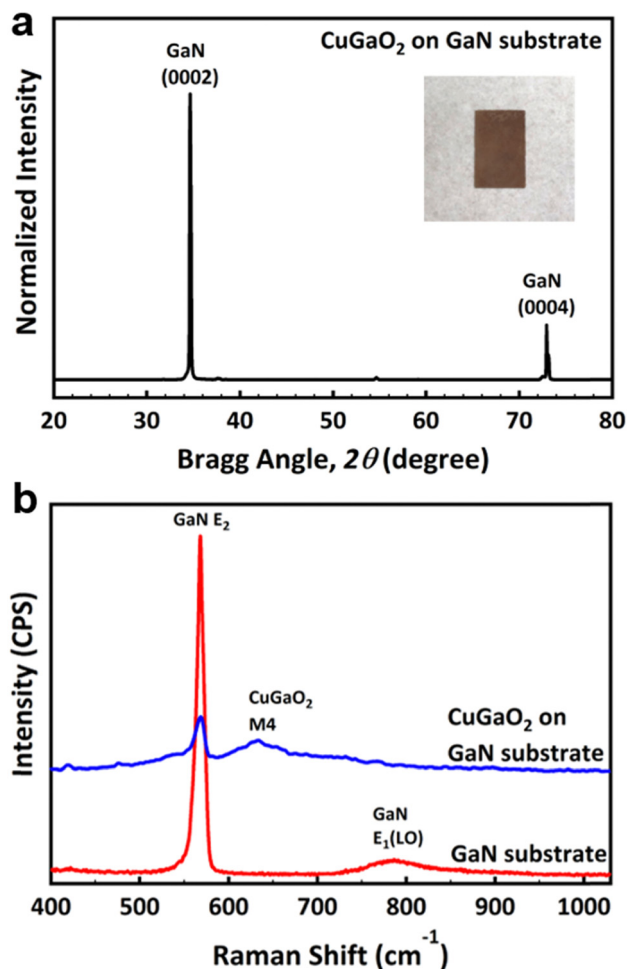 a
CuGaO₂ on GaN substrate
GaN
(0002)
GaN
(0004)
Normalized Intensity
20 30 40 50 60 70 80
Bragg Angle, 2θ (degree)
b
GaN E₂
CuGaO₂
M4
CuGaO₂ on
GaN substrate
GaN
E₁(LO)
GaN substrate
Intensity (CPS)
400 500 600 700 800 900 1000
Raman Shift (cm⁻¹)